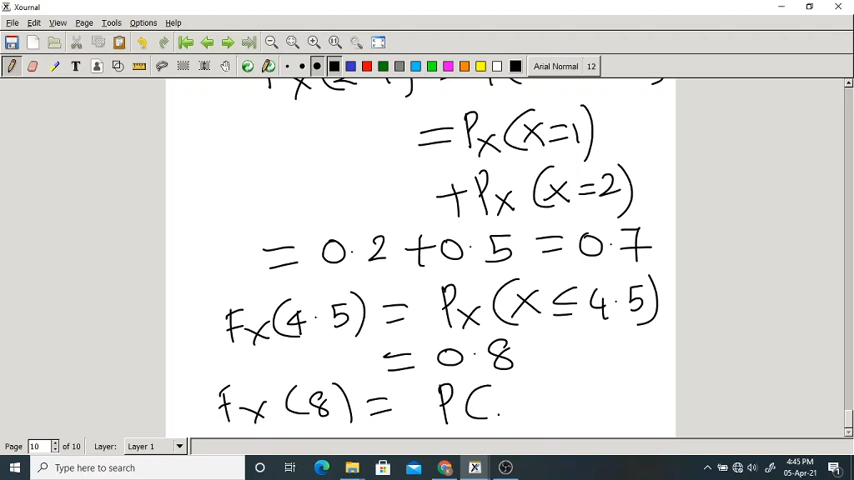 Xournal
File Edit View Page Tools Options Help
Arial Normal 12
= Px(x=1)
+Px (x=2)
= 0.2 +0.5 = 0.7
Fx(4.5) = Px(x≤4.5)
= 0.8
Fx(8) = P(.
Page 10 of 10 Layer: Layer 1
Type here to search
4:45 PM
05-Apr-21